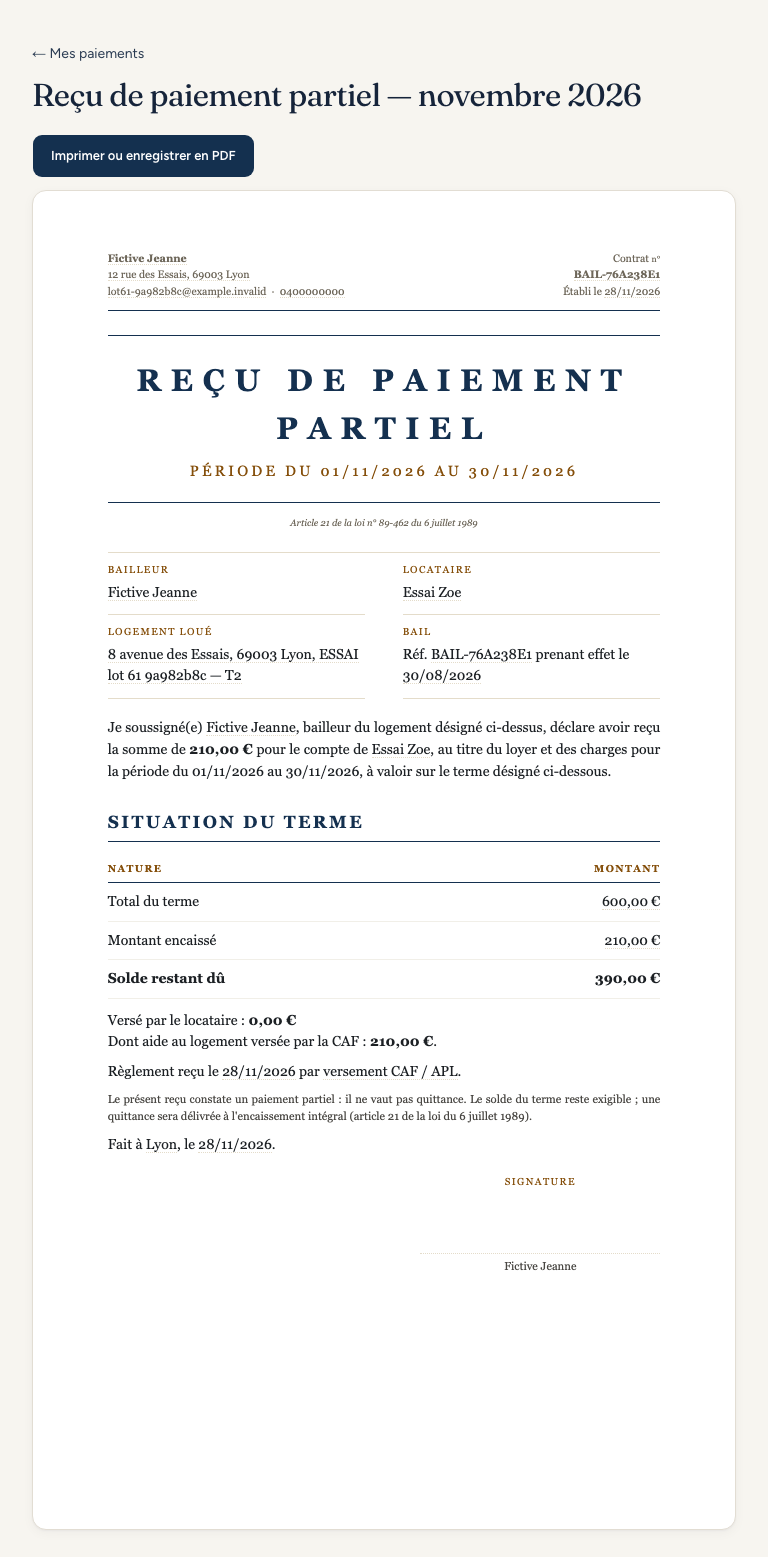 ← Mes paiements
Reçu de paiement partiel — novembre 2026
Imprimer ou enregistrer en PDF
Fictive Jeanne
12 rue des Essais, 69003 Lyon
lot61-9a982b8c@example.invalid · 0400000000
Contrat n°
BAIL-76A238E1
Établi le 28/11/2026
REÇU DE PAIEMENT
PARTIEL
PÉRIODE DU 01/11/2026 AU 30/11/2026
Article 21 de la loi n° 89-462 du 6 juillet 1989
BAILLEUR
Fictive Jeanne
LOCATAIRE
Essai Zoe
LOGEMENT LOUÉ
8 avenue des Essais, 69003 Lyon, ESSAI
lot 61 9a982b8c — T2
BAIL
Réf. BAIL-76A238E1 prenant effet le
30/08/2026
Je soussigné(e) Fictive Jeanne, bailleur du logement désigné ci-dessus, déclare avoir reçu
la somme de 210,00 € pour le compte de Essai Zoe, au titre du loyer et des charges pour
la période du 01/11/2026 au 30/11/2026, à valoir sur le terme désigné ci-dessous.
SITUATION DU TERME
NATURE MONTANT
Total du terme 600,00 €
Montant encaissé 210,00 €
Solde restant dû 390,00 €
Versé par le locataire : 0,00 €
Dont aide au logement versée par la CAF : 210,00 €.
Règlement reçu le 28/11/2026 par versement CAF / APL.
Le présent reçu constate un paiement partiel : il ne vaut pas quittance. Le solde du terme reste exigible ; une
quittance sera délivrée à l'encaissement intégral (article 21 de la loi du 6 juillet 1989).
Fait à Lyon, le 28/11/2026.
SIGNATURE
Fictive Jeanne